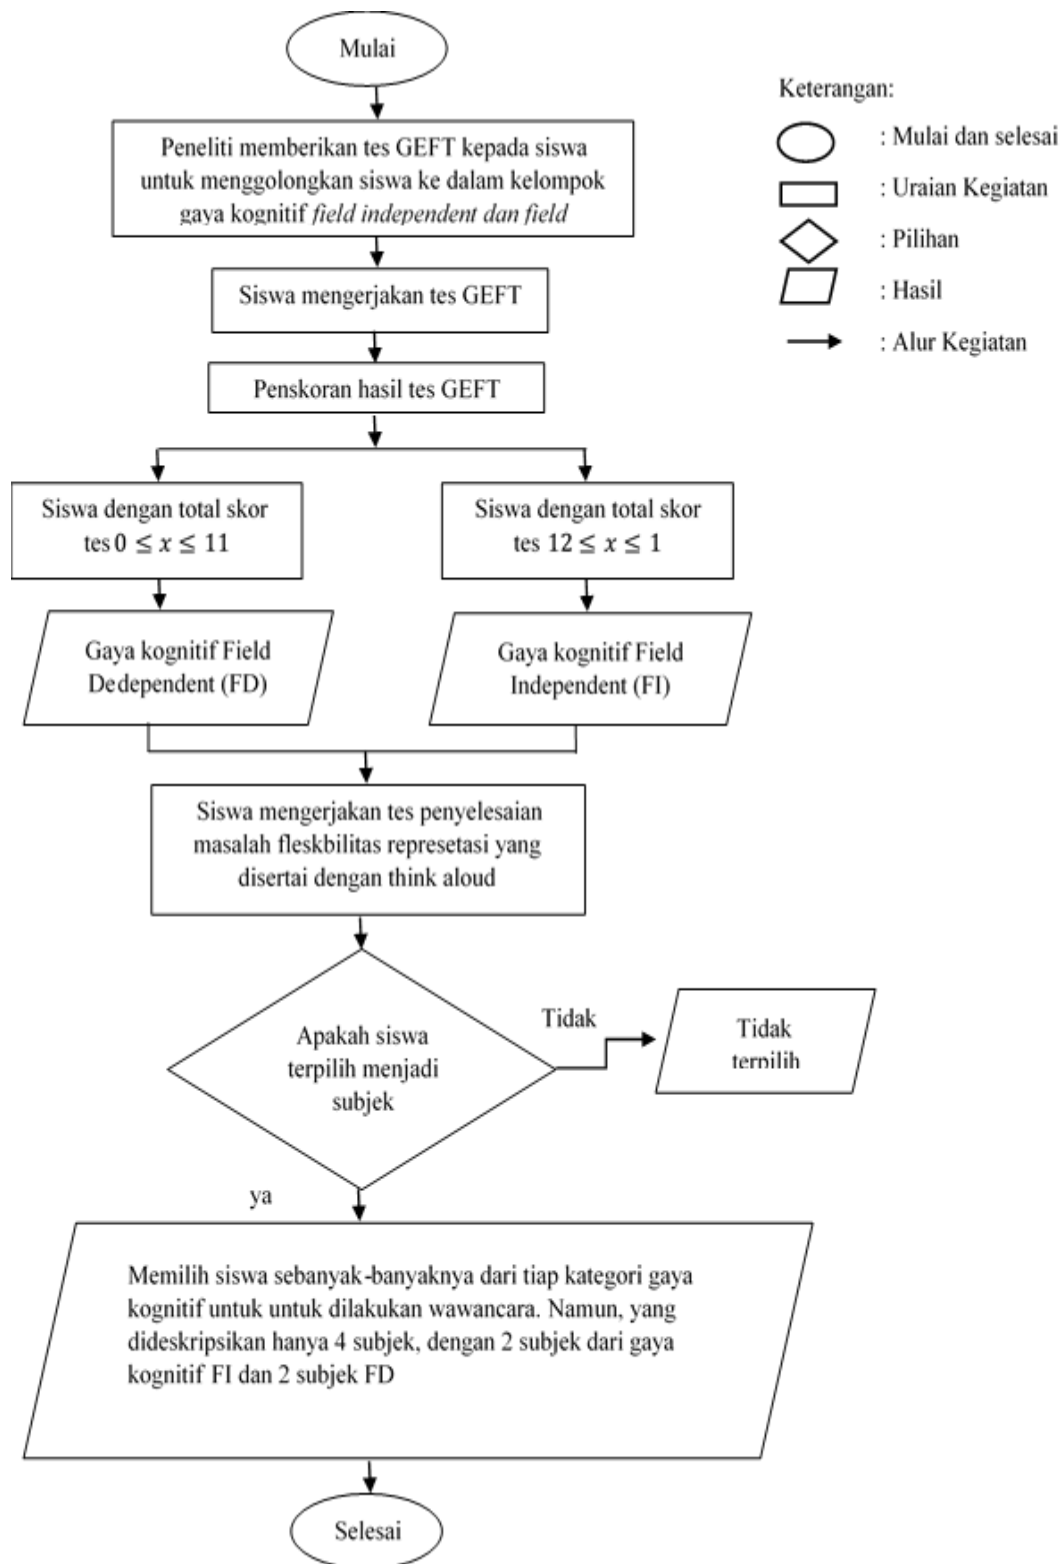 Mulai
Peneliti memberikan tes GEFT kepada siswa
untuk menggolongkan siswa ke dalam kelompok
gaya kognitif field independent dan field
Siswa mengerjakan tes GEFT
Penskoran hasil tes GEFT
Siswa dengan total skor
tes 0 ≤ x ≤ 11
Siswa dengan total skor
tes 12 ≤ x ≤ 1
Gaya kognitif Field
Dedependent (FD)
Gaya kognitif Field
Independent (FI)
Siswa mengerjakan tes penyelesaian
masalah fleskbilitas represetasi yang
disertai dengan think aloud
Apakah siswa
terpilih menjadi
subjek
Tidak
Tidak
terpilih
ya
Memilih siswa sebanyak-banyaknya dari tiap kategori gaya
kognitif untuk untuk dilakukan wawancara. Namun, yang
dideskripsikan hanya 4 subjek, dengan 2 subjek dari gaya
kognitif FI dan 2 subjek FD
Selesai
Keterangan:
: Mulai dan selesai
: Uraian Kegiatan
: Pilihan
: Hasil
: Alur Kegiatan